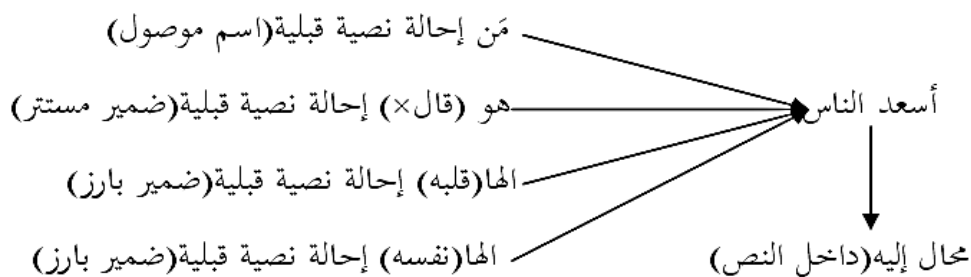 مَن إحالة نصية قبلية(اسم موصول)
هو (قال×) إحالة نصية قبلية(ضمير مستتر)
أسعد الناس
الها(قلبه) إحالة نصية قبلية(ضمير بارز)
الها(نفسه) إحالة نصية قبلية(ضمير بارز)
محال إليه(داخل النص)